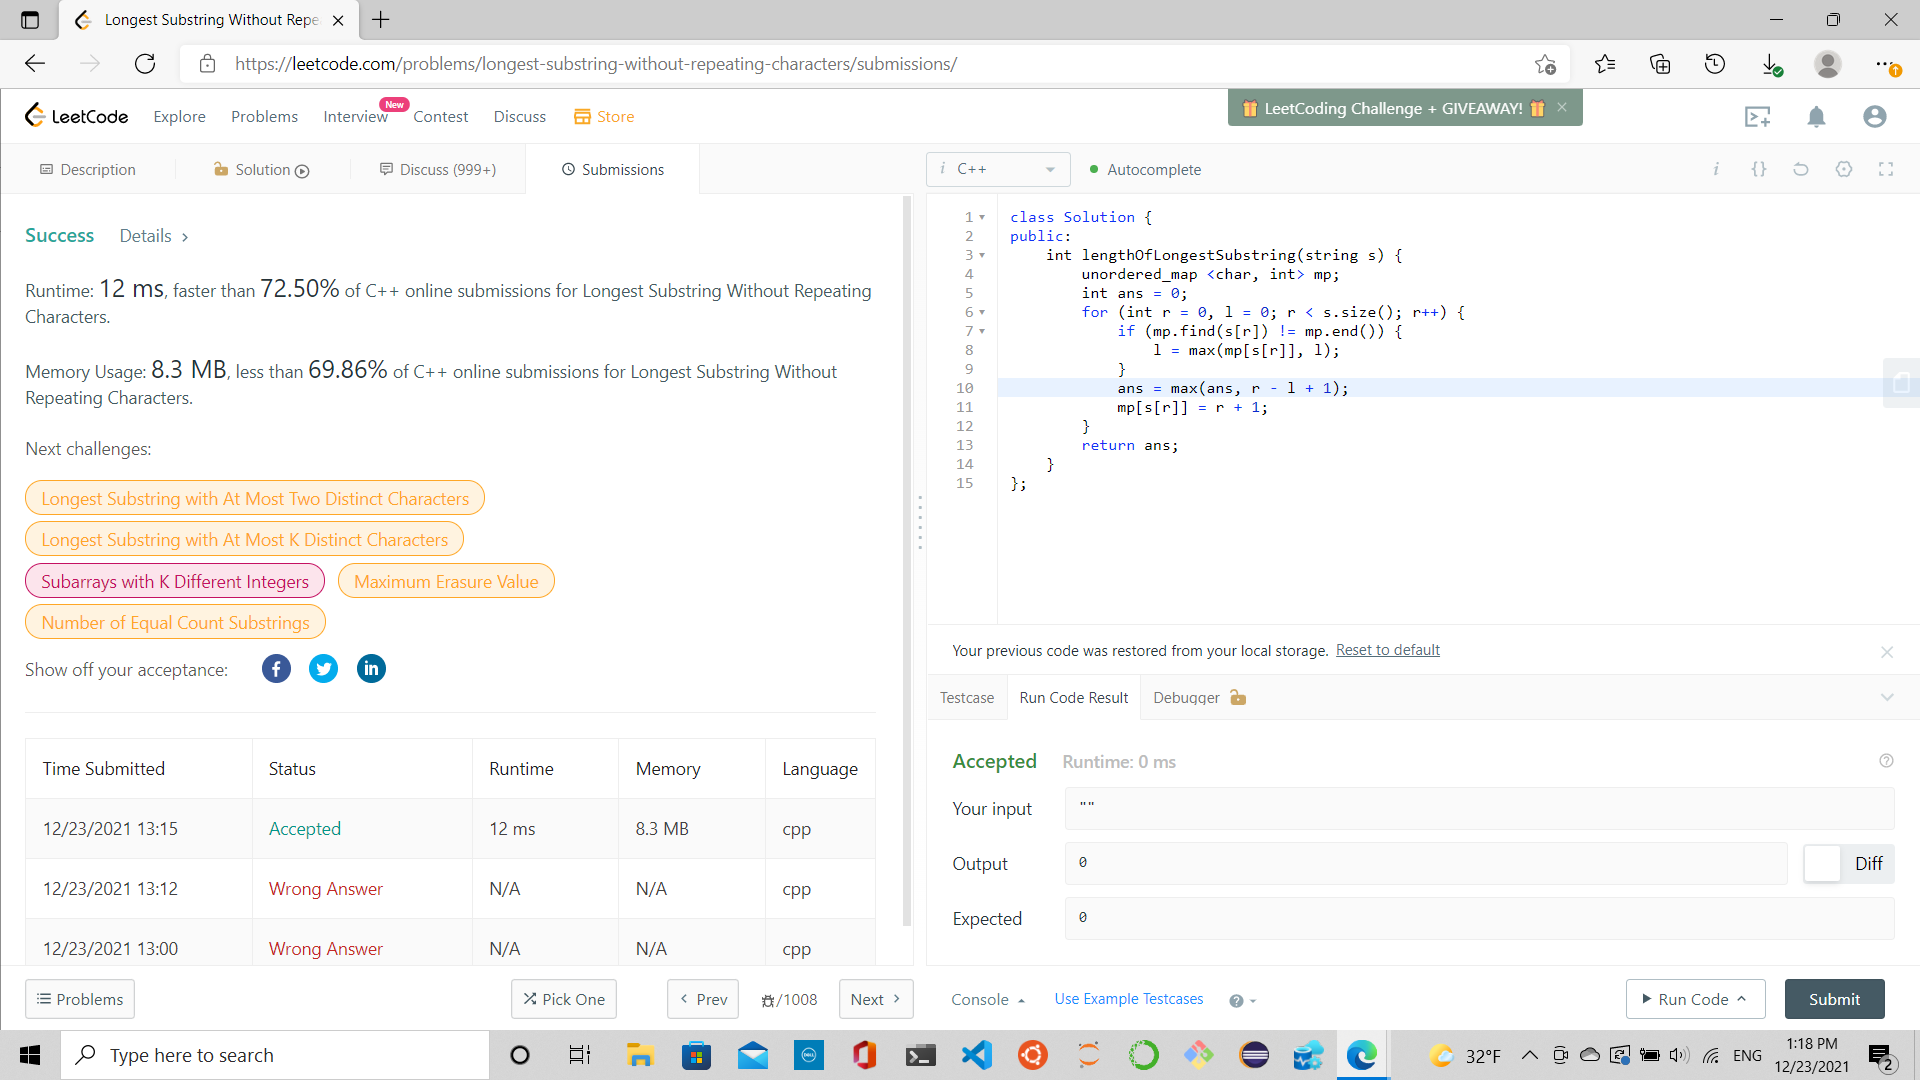 Longest Substring Without Repe
https://leetcode.com/problems/longest-substring-without-repeating-characters/submissions/
LeetCode Explore Problems Interview New Contest Discuss Store
LeetCoding Challenge + GIVEAWAY!
Description Solution Discuss (999+) Submissions
Success Details >
Runtime: 12 ms, faster than 72.50% of C++ online submissions for Longest Substring Without Repeating
Characters.
Memory Usage: 8.3 MB, less than 69.86% of C++ online submissions for Longest Substring Without
Repeating Characters.
Next challenges:
Longest Substring with At Most Two Distinct Characters
Longest Substring with At Most K Distinct Characters
Subarrays with K Different Integers Maximum Erasure Value
Number of Equal Count Substrings
Show off your acceptance:
Time Submitted Status Runtime Memory Language
12/23/2021 13:15 Accepted 12 ms 8.3 MB cpp
12/23/2021 13:12 Wrong Answer N/A N/A cpp
12/23/2021 13:00 Wrong Answer N/A N/A cpp
Problems Pick One < Prev /1008 Next >
i C++ Autocomplete
1 class Solution {
2 public:
3     int lengthOfLongestSubstring(string s) {
4         unordered_map <char, int> mp;
5         int ans = 0;
6         for (int r = 0, l = 0; r < s.size(); r++) {
7             if (mp.find(s[r]) != mp.end()) {
8                 l = max(mp[s[r]], l);
9             }
10             ans = max(ans, r - l + 1);
11             mp[s[r]] = r + 1;
12         }
13         return ans;
14     }
15 };
Your previous code was restored from your local storage. Reset to default
Testcase Run Code Result Debugger
Accepted Runtime: 0 ms
Your input ""
Output 0 Diff
Expected 0
Console Use Example Testcases Run Code Submit
Type here to search
DELL
32°F ENG 1:18 PM
12/23/2021 2